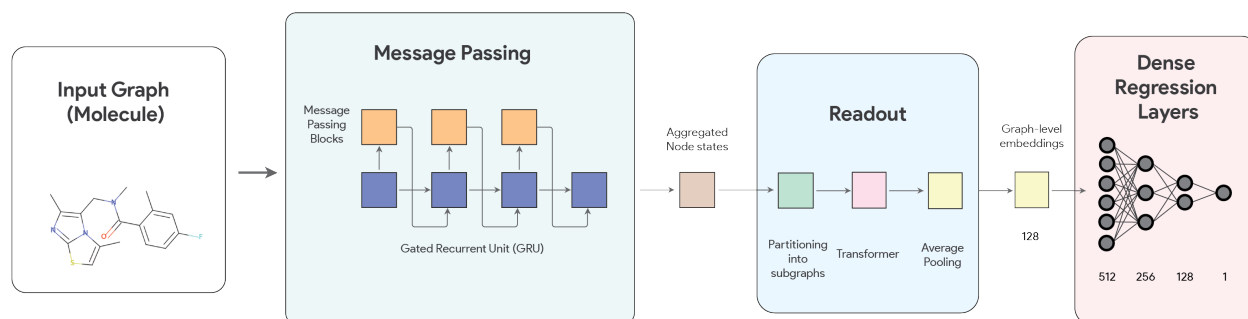 Input Graph
(Molecule)
N
N
N
S
O
F
Message Passing
Message
Passing
Blocks
Gated Recurrent Unit (GRU)
Aggregated
Node states
Readout
Partitioning
into
subgraphs
Transformer
Average
Pooling
Graph-level
embeddings
128
Dense
Regression
Layers
512 256 128 1